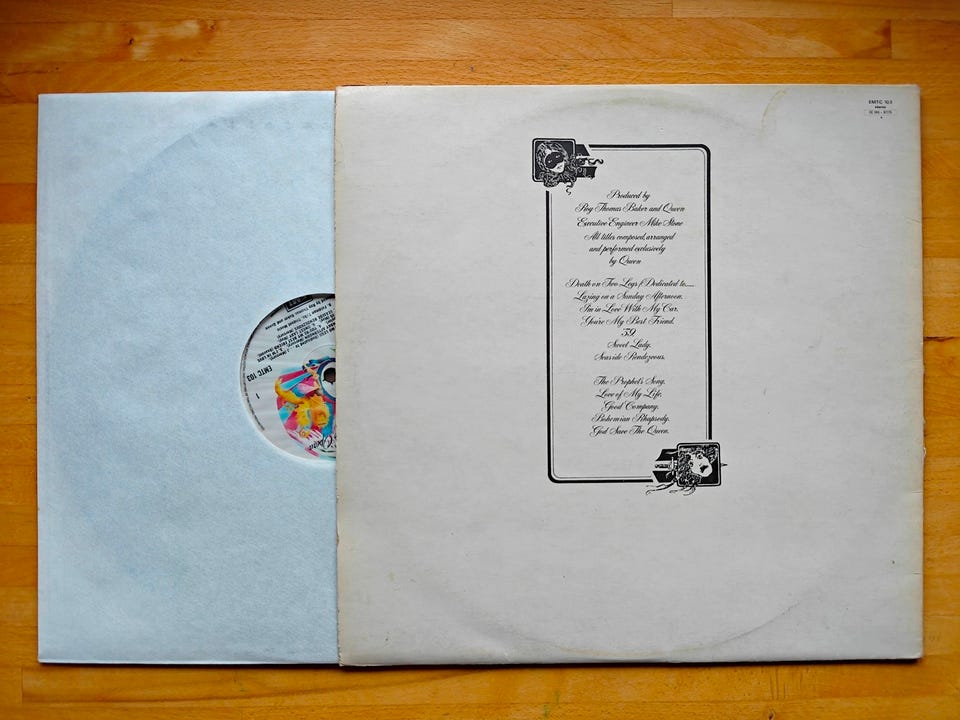 EMTC 103
Produced by
Roy Thomas Baker and Queen
Executive Engineer Mike Stone
All titles composed, arranged
and performed exclusively
by Queen
Death on Two Legs (Dedicated to......
Lazing on a Sunday Afternoon.
I'm in Love With My Car.
You're My Best Friend.
'39.
Sweet Lady.
Seaside Rendezvous.
The Prophet's Song.
Love of My Life.
Good Company.
Bohemian Rhapsody.
God Save The Queen.
EMTC 103
1